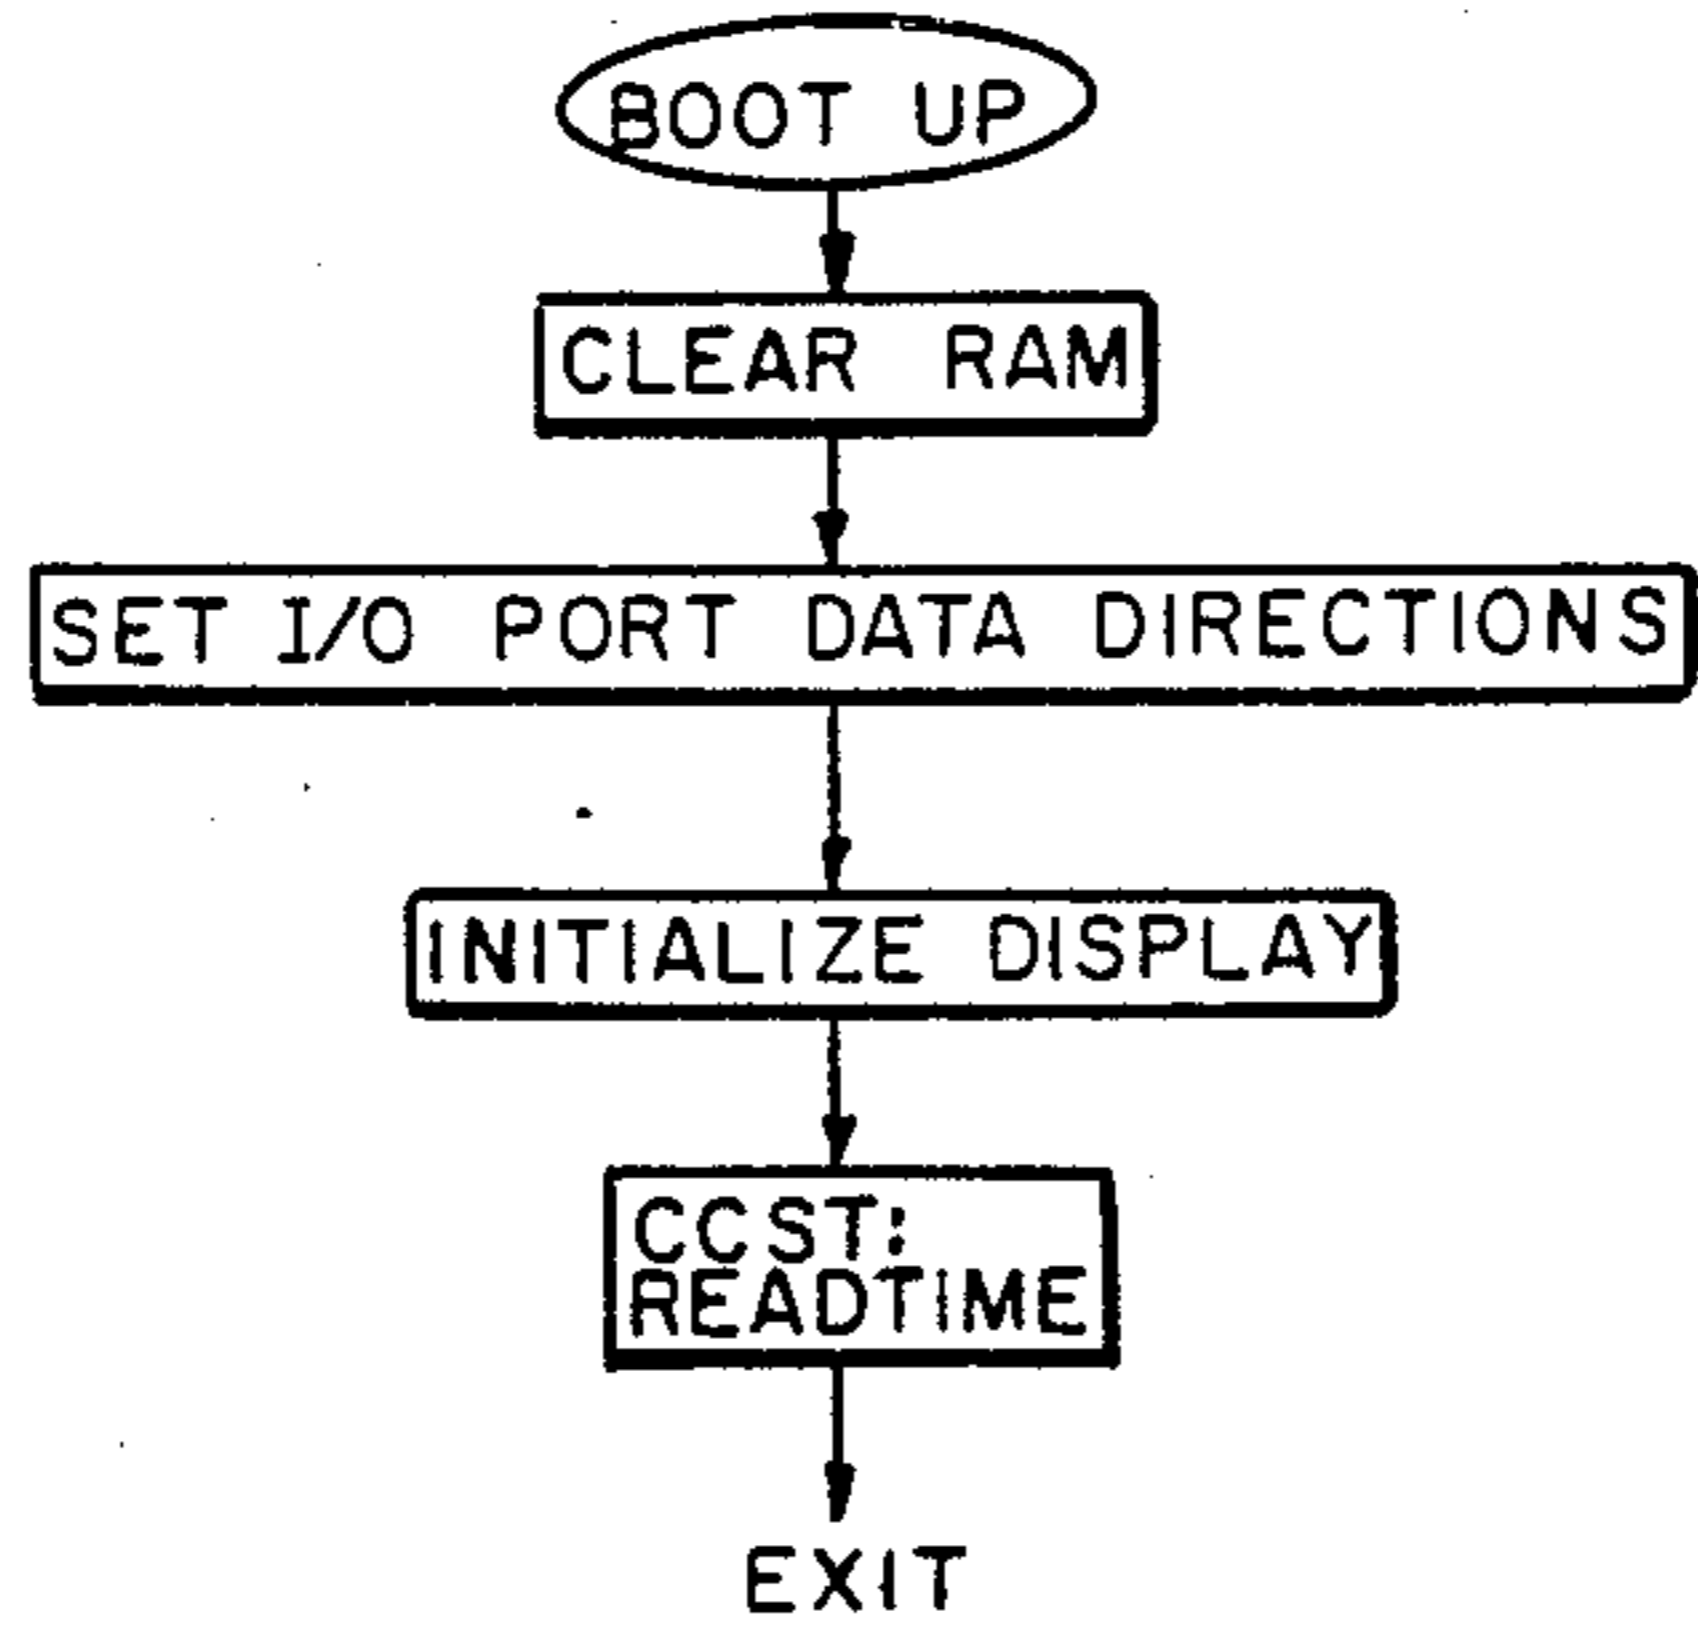 BOOT UP
CLEAR RAM
SET I/O PORT DATA DIRECTIONS
INITIALIZE DISPLAY
CCST:
READTIME
EXIT